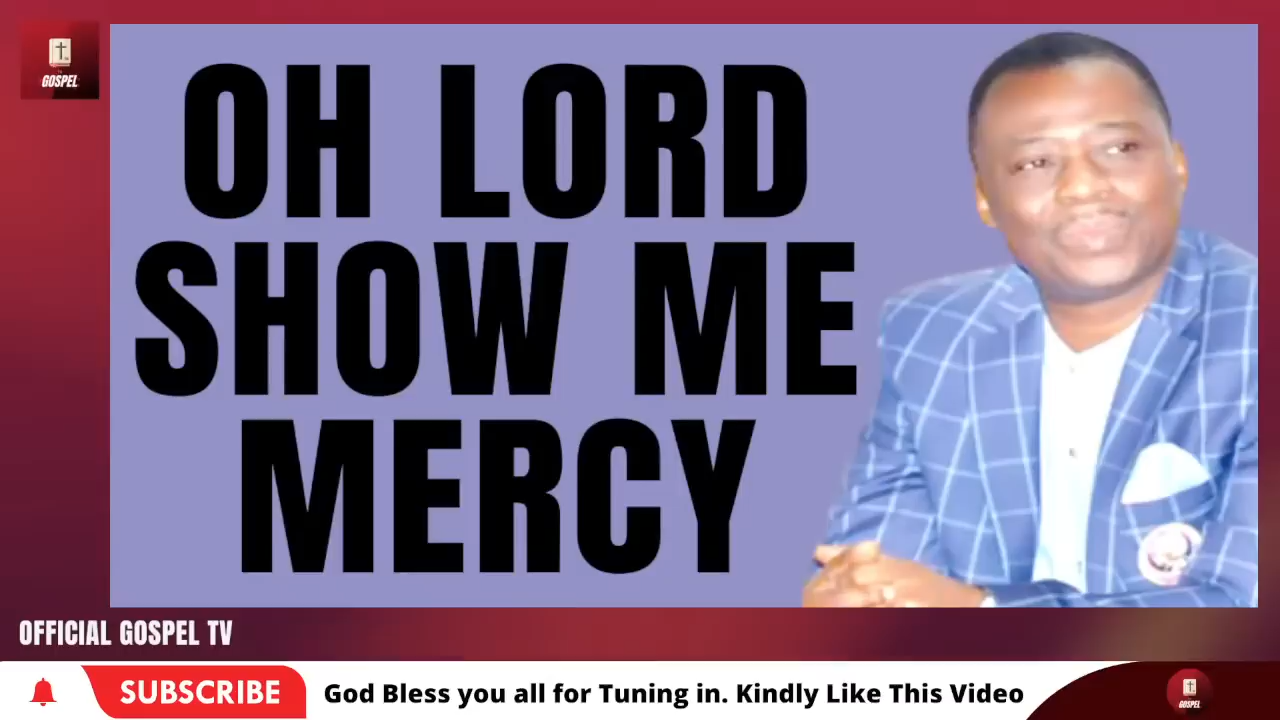 GOSPEL
OH LORD
SHOW ME
MERCY
OFFICIAL GOSPEL TV
SUBSCRIBE
God Bless you all for Tuning in. Kindly Like This Video
GOSPEL